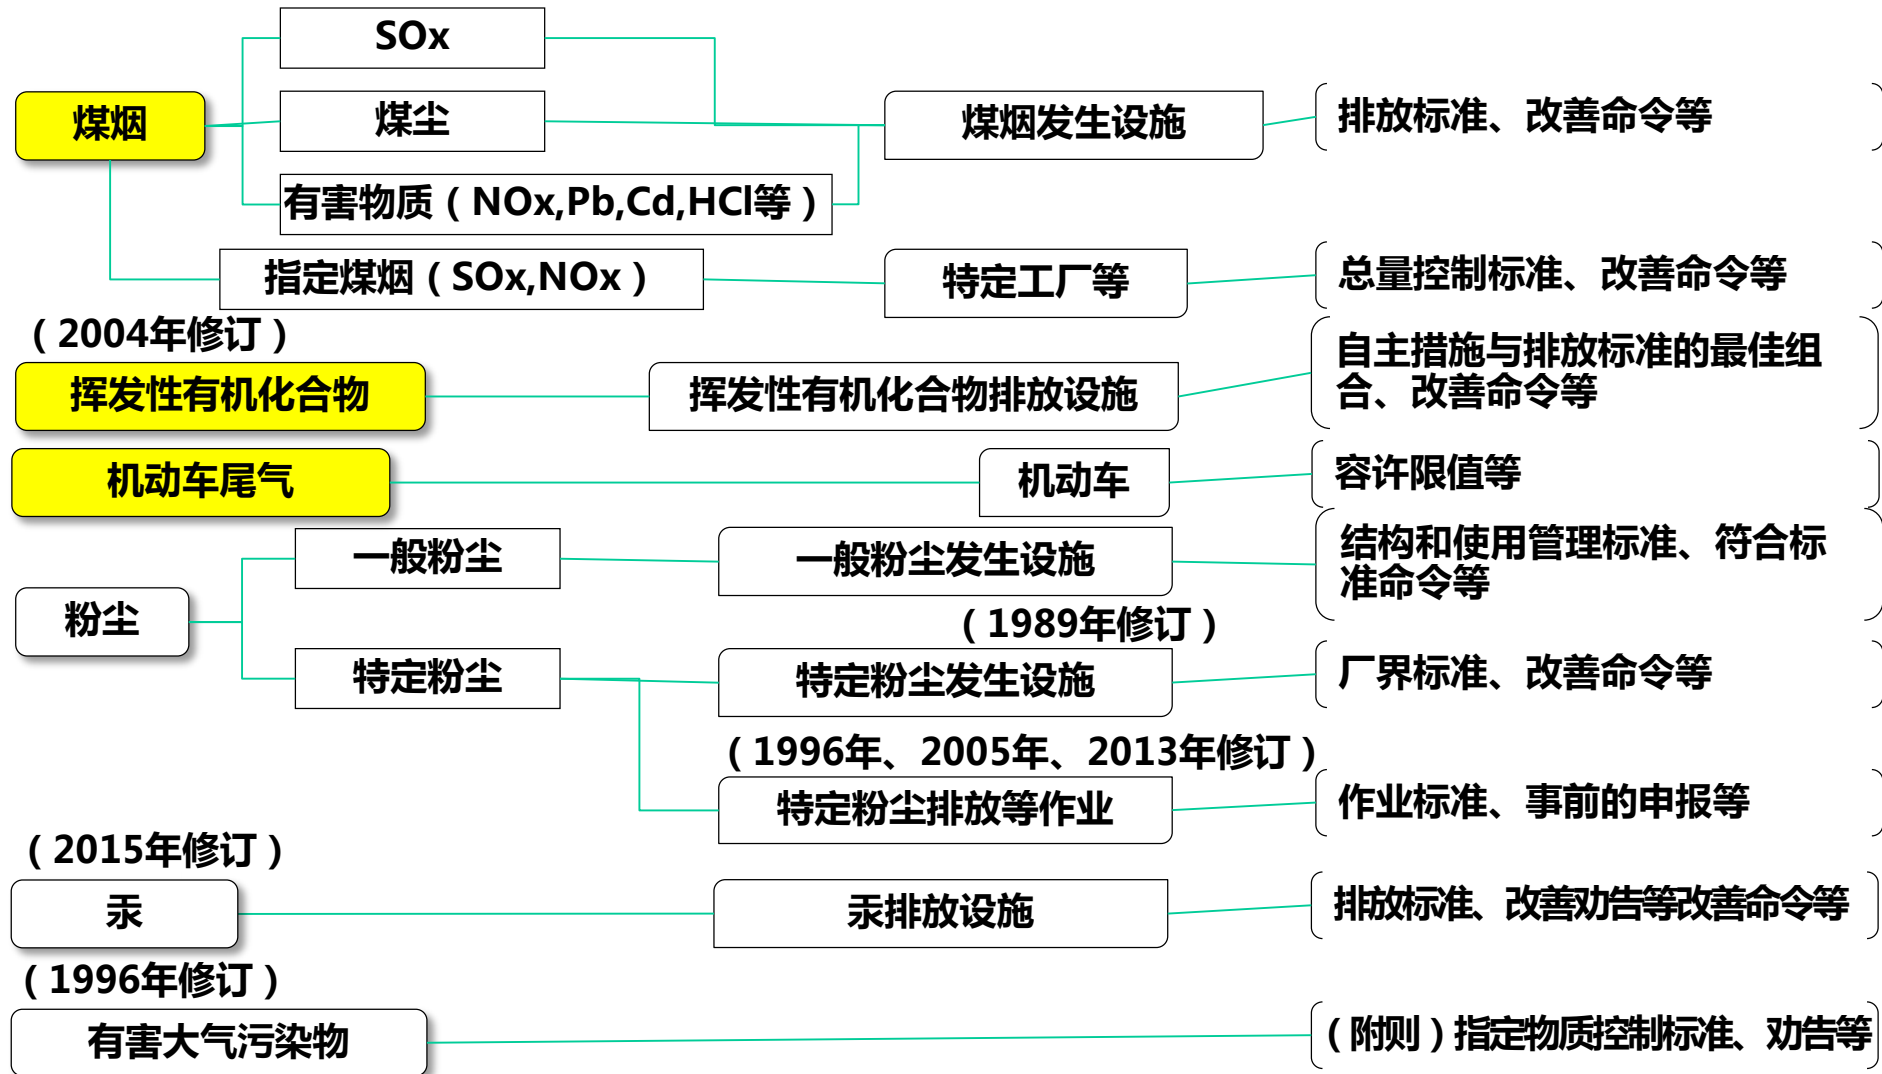 SOx
煤烟
煤尘
煤烟发生设施
排放标准、改善命令等
有害物质（NOx,Pb,Cd,HCl等）
指定煤烟（SOx,NOx）
特定工厂等
总量控制标准、改善命令等
（2004年修订）
挥发性有机化合物
挥发性有机化合物排放设施
自主措施与排放标准的最佳组
合、改善命令等
机动车尾气
机动车
容许限值等
一般粉尘
一般粉尘发生设施
结构和使用管理标准、符合标
准命令等
粉尘
（1989年修订）
特定粉尘
特定粉尘发生设施
厂界标准、改善命令等
（1996年、2005年、2013年修订）
特定粉尘排放等作业
作业标准、事前的申报等
（2015年修订）
汞
汞排放设施
排放标准、改善劝告等改善命令等
（1996年修订）
有害大气污染物
（附则）指定物质控制标准、劝告等